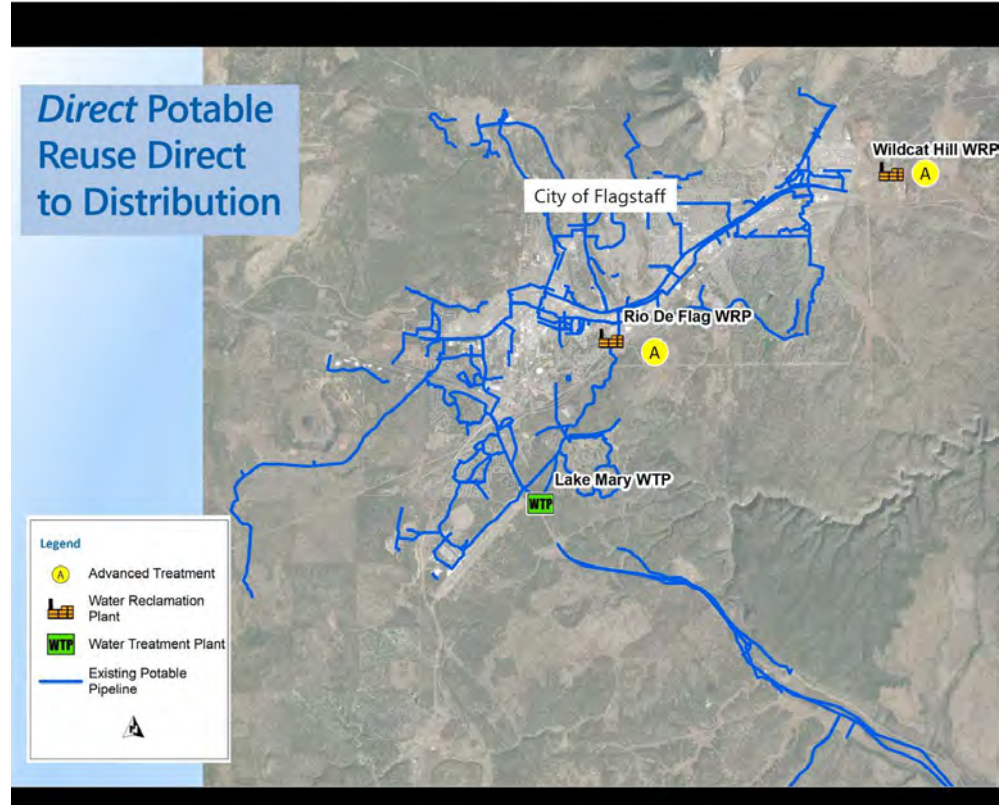 Direct Potable
Reuse Direct
to Distribution
Wildcat Hill WRP
A
City of Flagstaff
Rio De Flag WRP
A
Lake Mary WTP
WTP
Legend
A
Advanced Treatment
Water Reclamation
Plant
WTP
Water Treatment Plant
Existing Potable
Pipeline